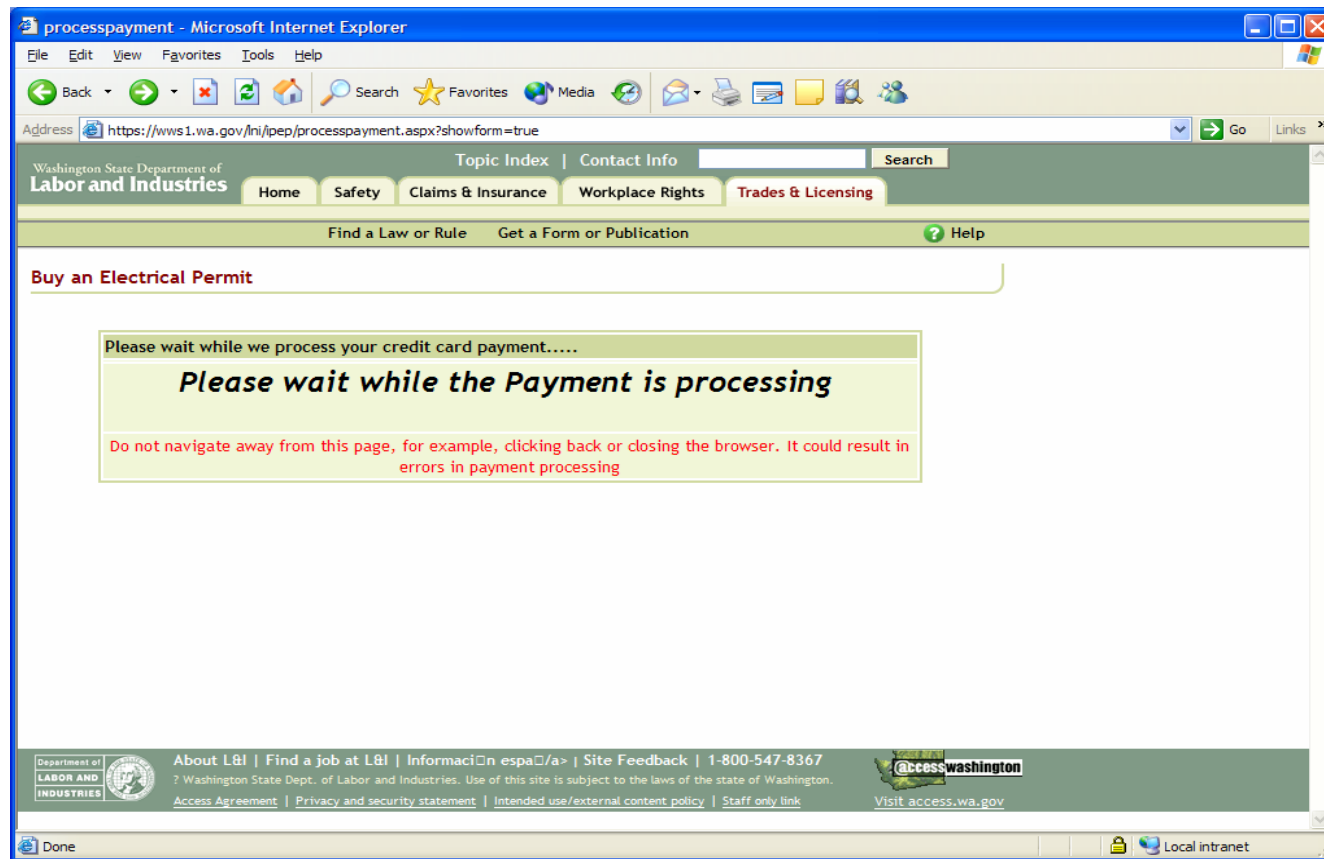 processpayment - Microsoft Internet Explorer
File Edit View Favorites Tools Help
Back Search Favorites Media
Address https://wws1.wa.gov/lni/ipep/processpayment.aspx?showform=true Go Links »
Topic Index | Contact Info Search
Washington State Department of
Labor and Industries
Home Safety Claims & Insurance Workplace Rights Trades & Licensing
Find a Law or Rule Get a Form or Publication ? Help
Buy an Electrical Permit
Please wait while we process your credit card payment.....
Please wait while the Payment is processing
Do not navigate away from this page, for example, clicking back or closing the browser. It could result in
errors in payment processing
Department of
LABOR AND
INDUSTRIES
About L&I | Find a job at L&I | Informaci□n espa□/a> | Site Feedback | 1-800-547-8367
? Washington State Dept. of Labor and Industries. Use of this site is subject to the laws of the state of Washington.
Access Agreement | Privacy and security statement | Intended use/external content policy | Staff only link
@ccess washington
Visit access.wa.gov
Done Local intranet